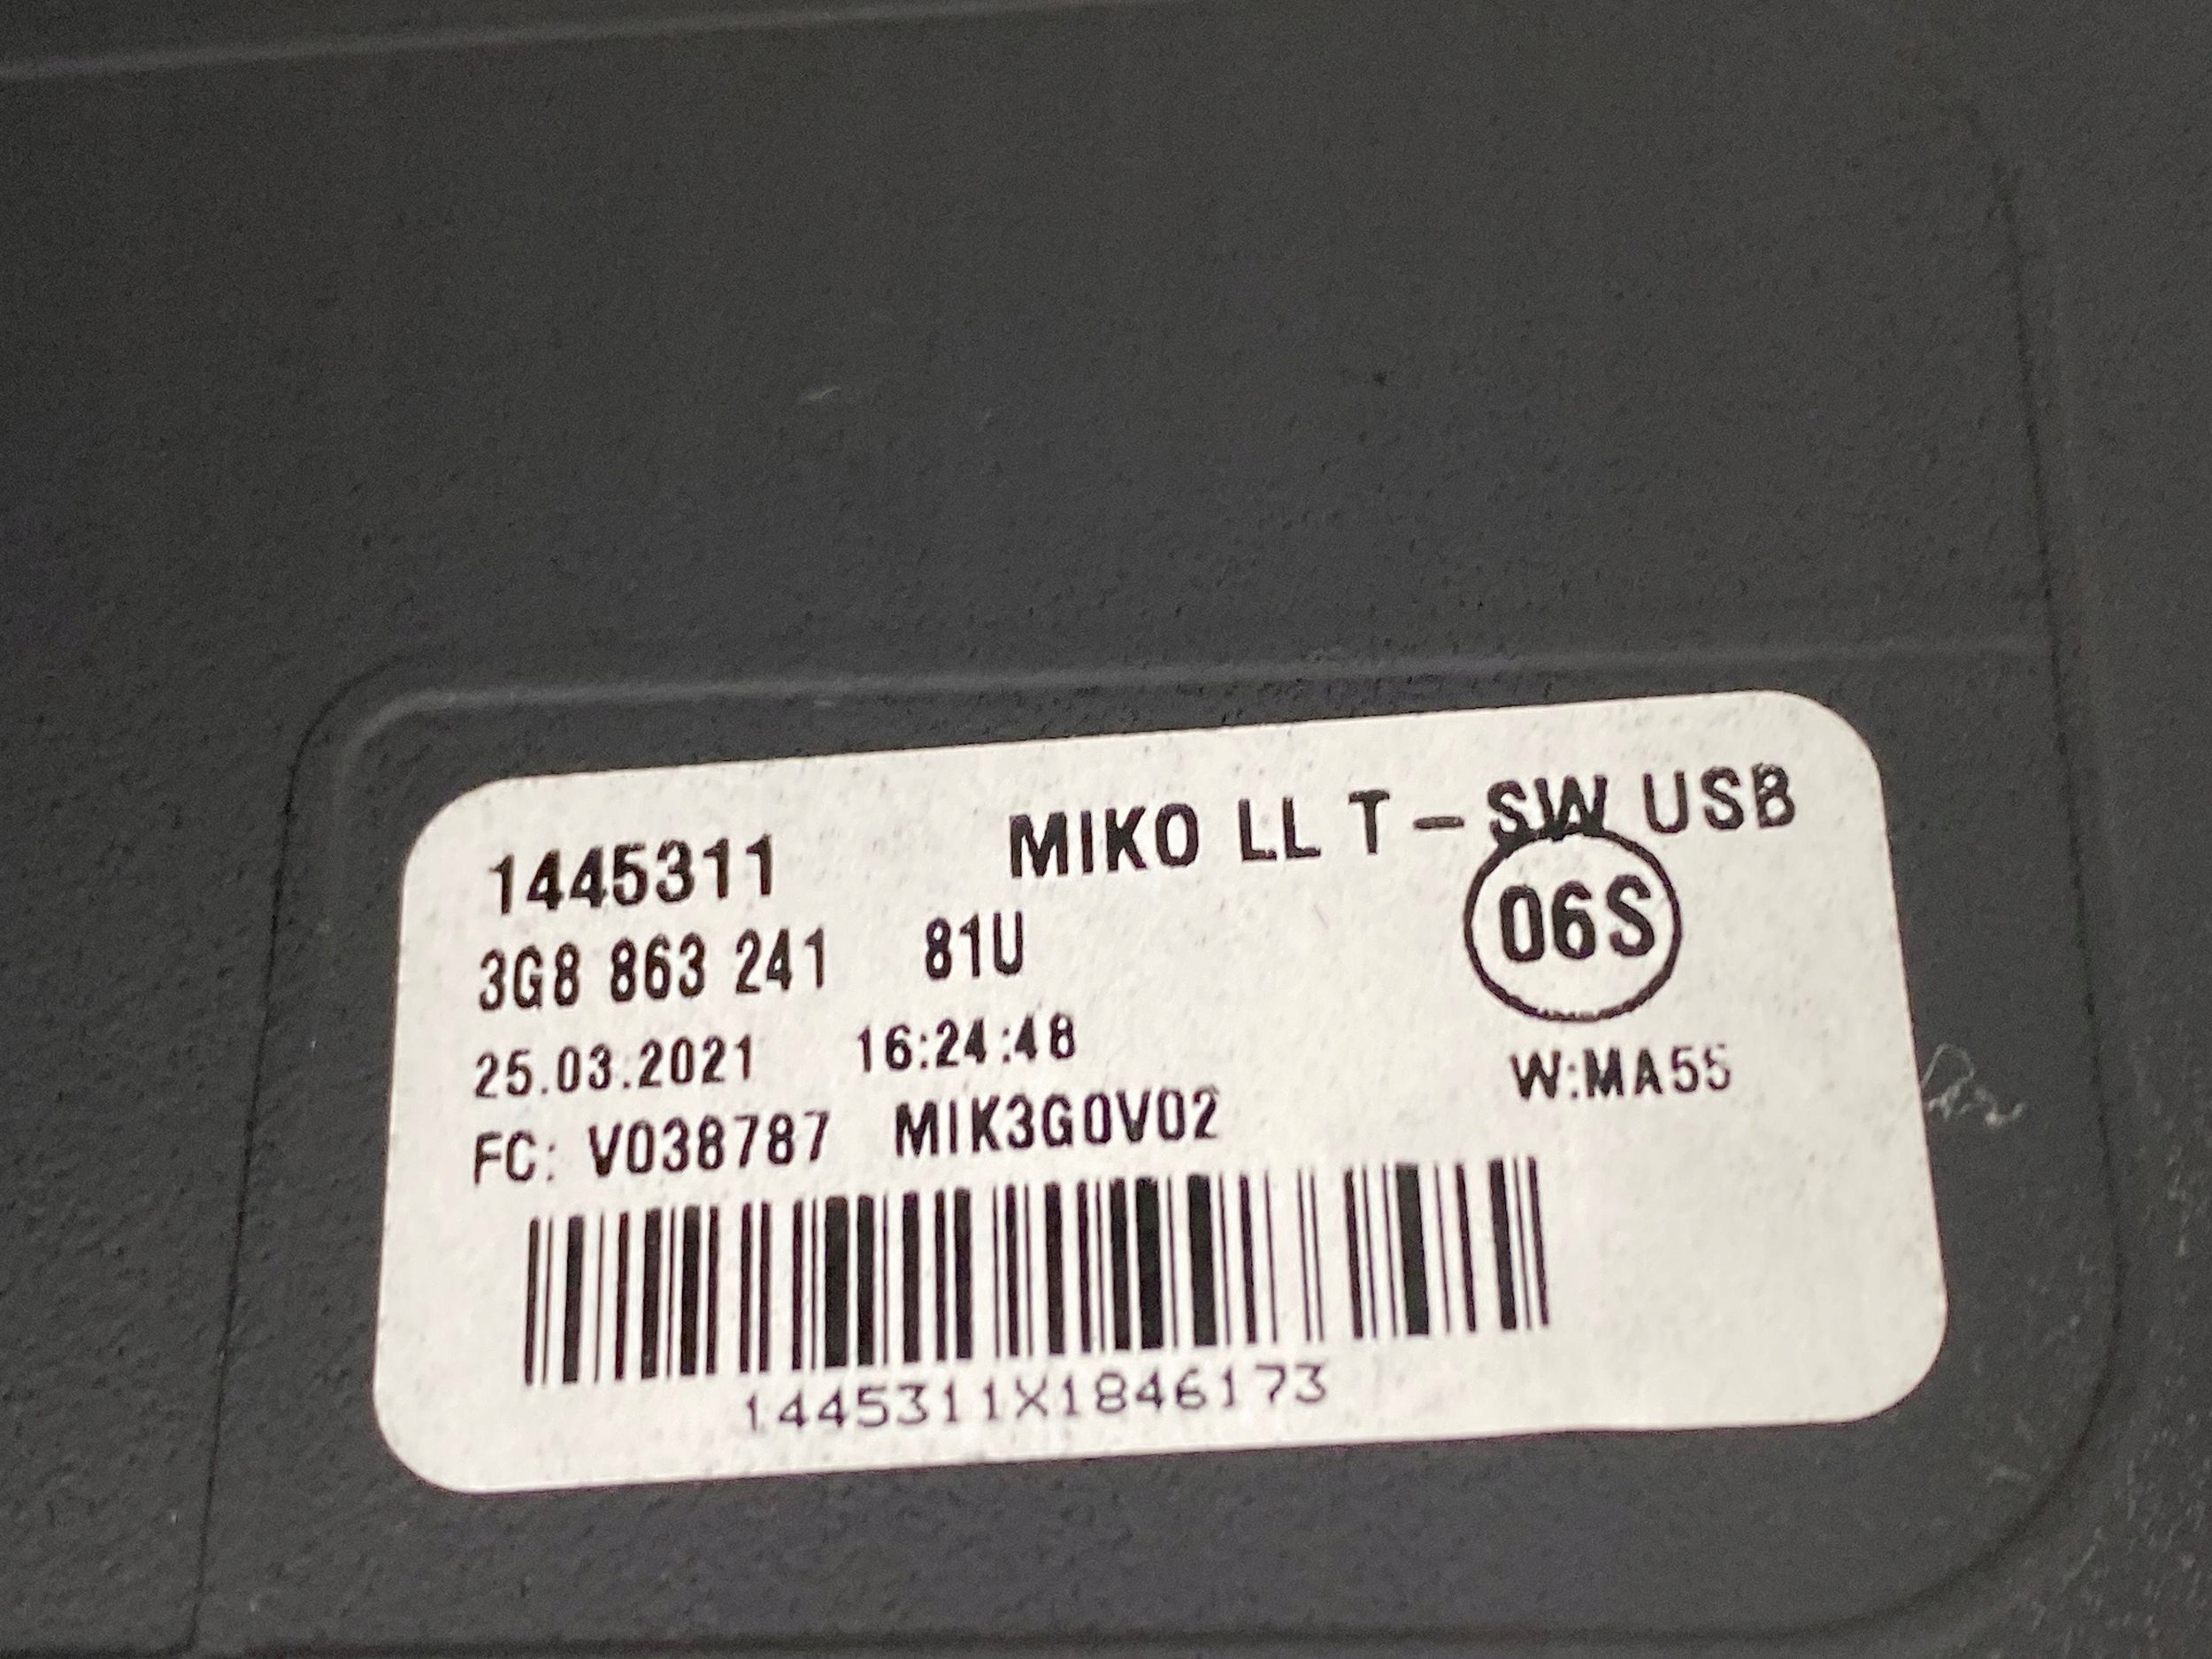 1445311 MIKO LL T-SW USB
06S
3G8 863 241 81U
25.03.2021 16:24:48
W:MA55
FC: V038787 MIK3G0V02
1445311X1846173